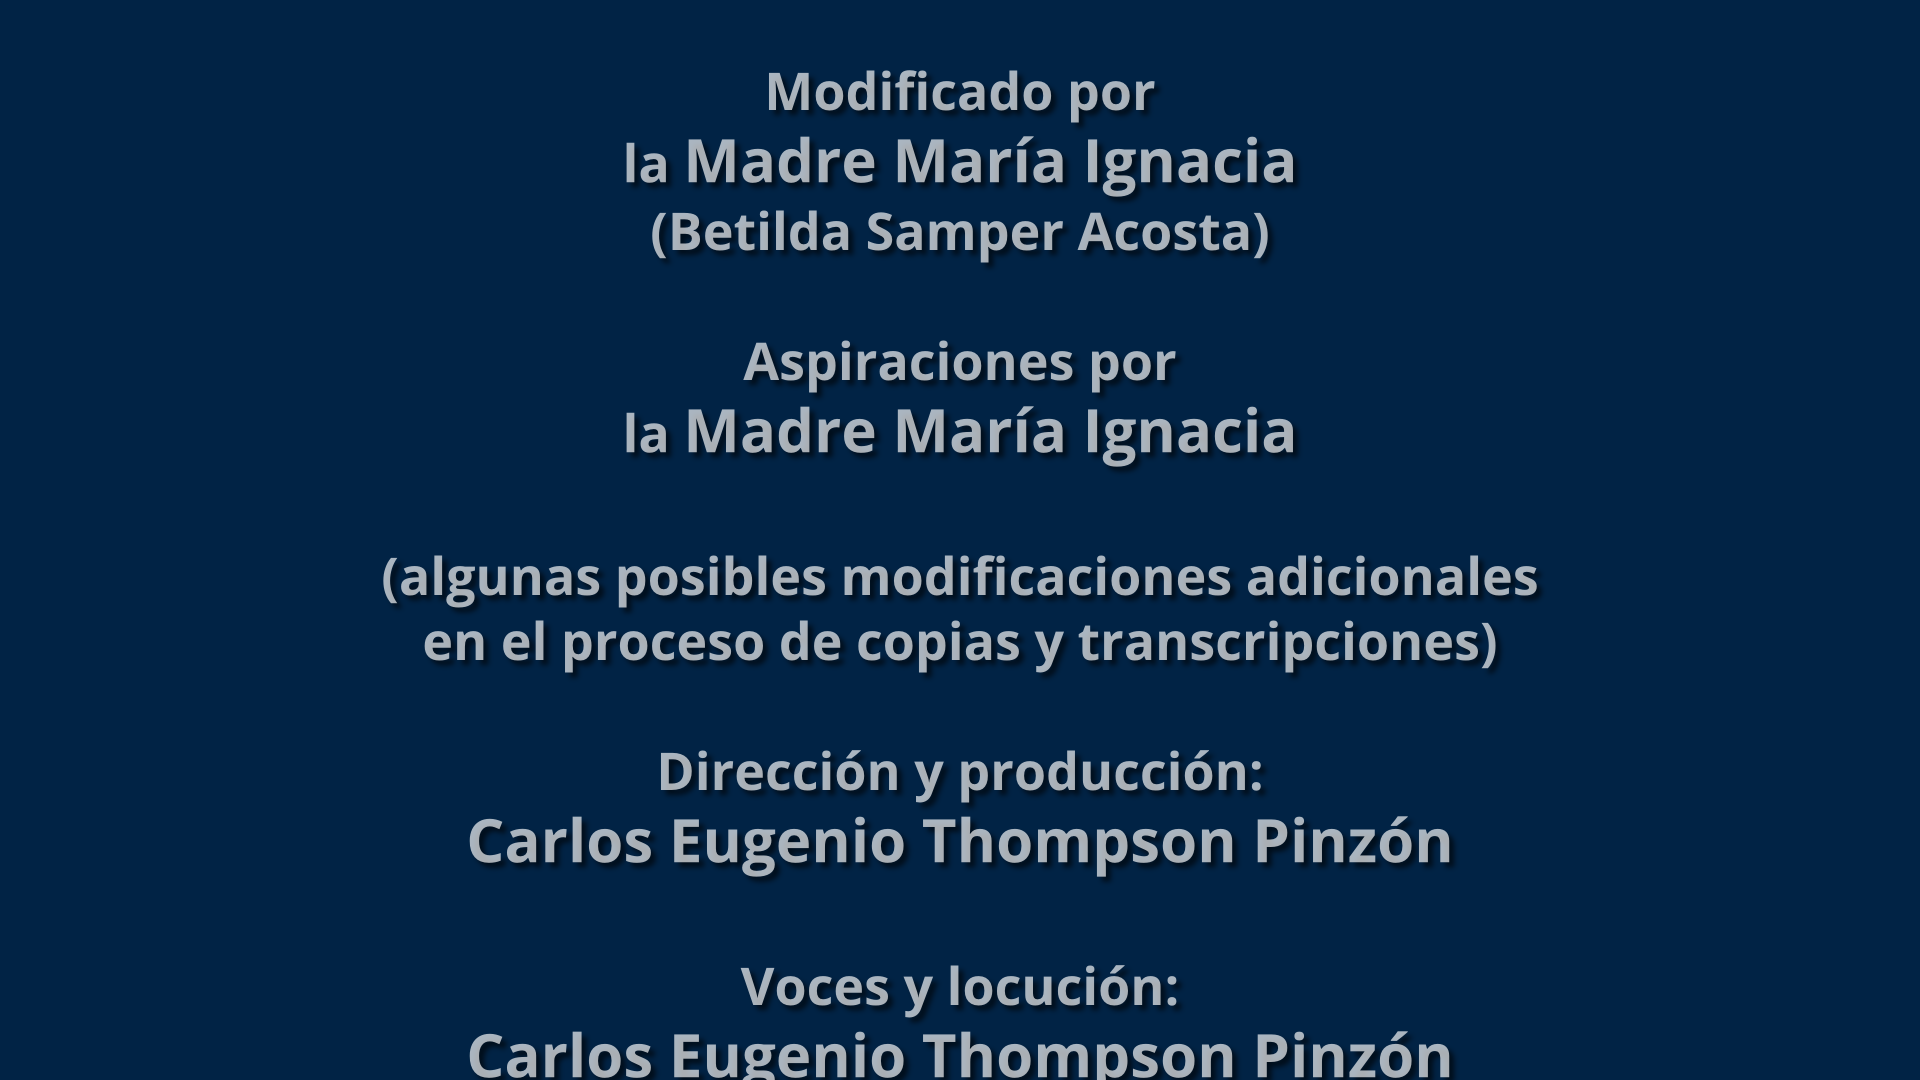 Modificado por
la Madre María Ignacia
(Betilda Samper Acosta)
Aspiraciones por
la Madre María Ignacia
(algunas posibles modificaciones adicionales
en el proceso de copias y transcripciones)
Dirección y producción:
Carlos Eugenio Thompson Pinzón
Voces y locución:
Carlos Eugenio Thompson Pinzón